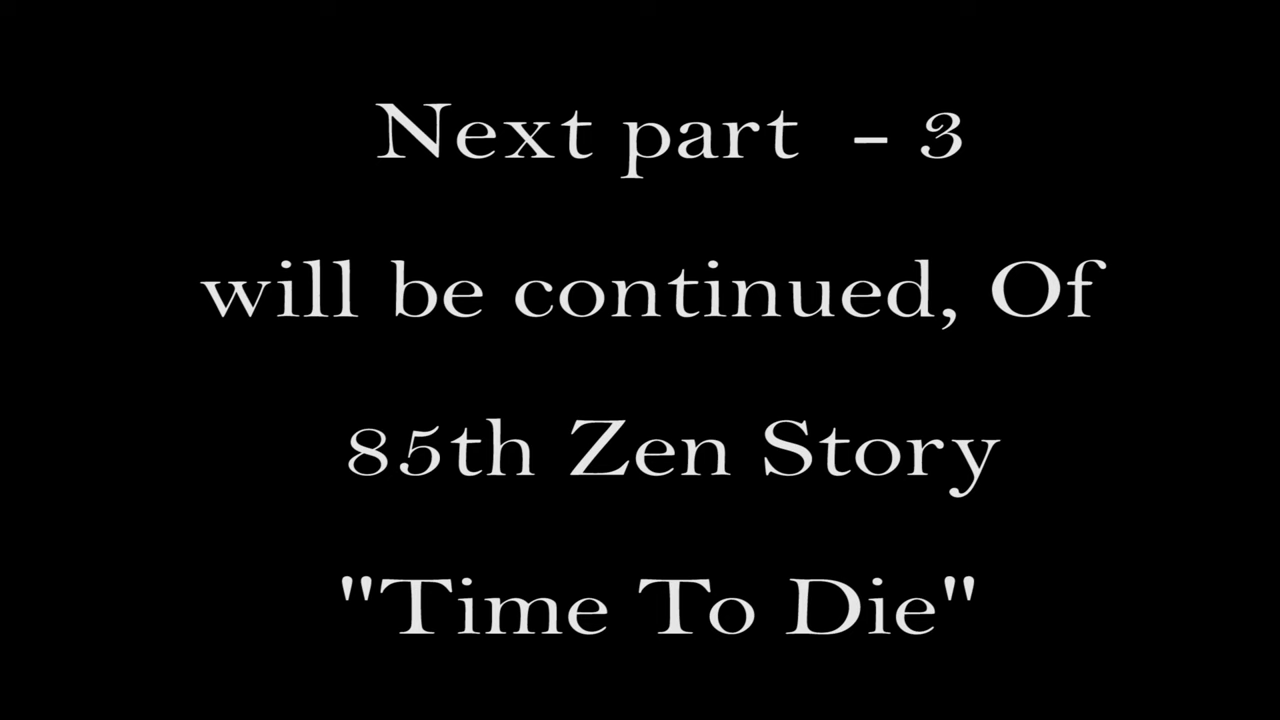 Next part - 3
will be continued, Of
85th Zen Story
"Time To Die"